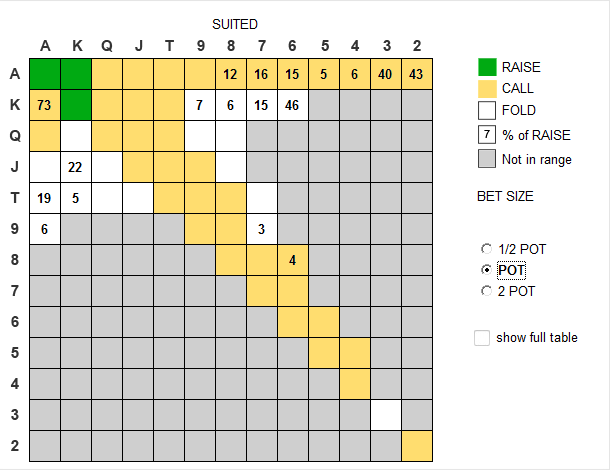 SUITED
A K Q J T 9 8 7 6 5 4 3 2
A 12 16 15 5 6 40 43
K 73 7 6 15 46
Q
J 22
T 19 5
9 6 3
8 4
7
6
5
4
3
2
RAISE
CALL
FOLD
7 % of RAISE
Not in range
BET SIZE
1/2 POT
POT
2 POT
show full table